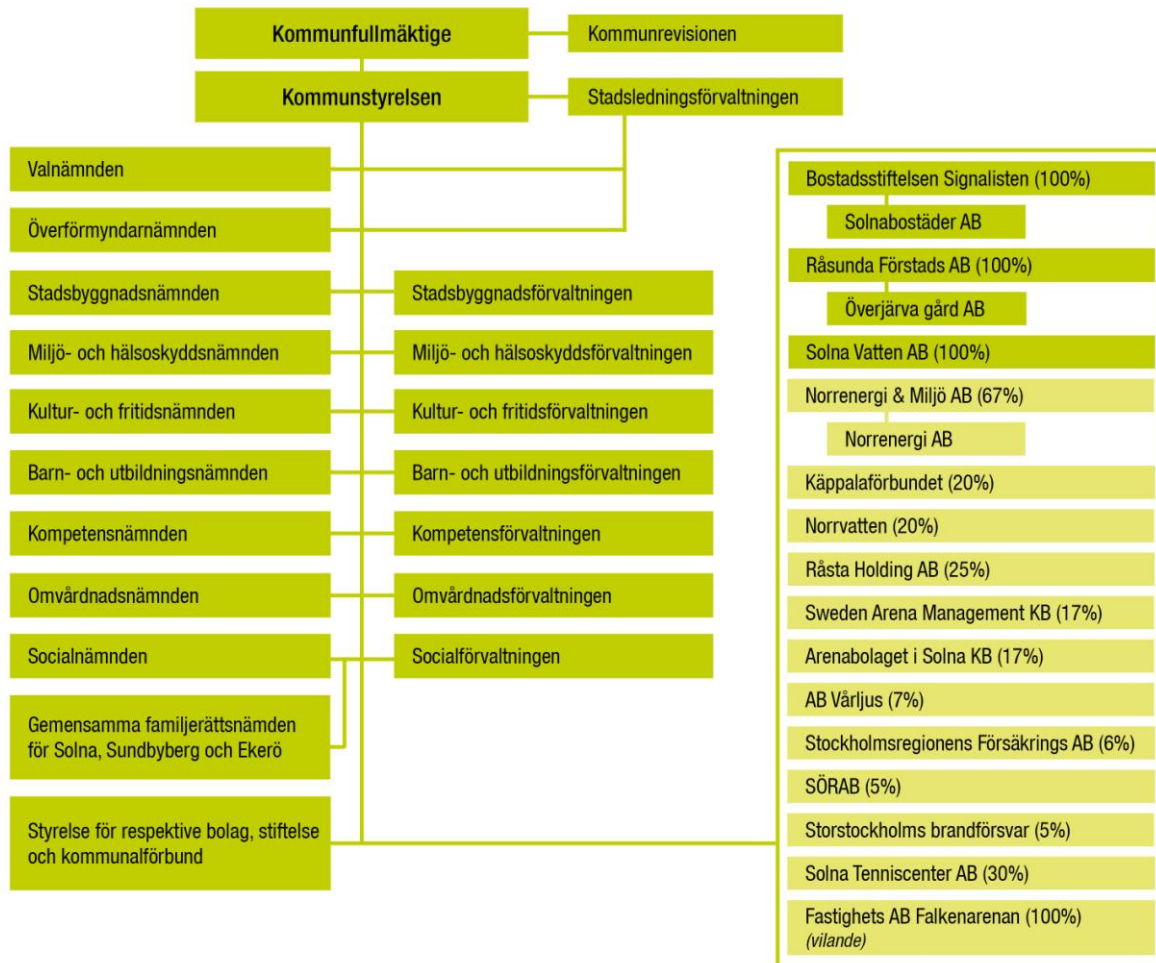 Kommunfullmäktige
Kommunrevisionen
Kommunstyrelsen
Stadsledningsförvaltningen
Valnämnden
Överförmyndarnämnden
Stadsbyggnadsnämnden
Stadsbyggnadsförvaltningen
Miljö- och hälsoskyddsnämnden
Miljö- och hälsoskyddsförvaltningen
Kultur- och fritidsnämnden
Kultur- och fritidsförvaltningen
Barn- och utbildningsnämnden
Barn- och utbildningsförvaltningen
Kompetensnämnden
Kompetensförvaltningen
Omvårdnadsnämnden
Omvårdnadsförvaltningen
Socialnämnden
Socialförvaltningen
Gemensamma familjerättsnämden
för Solna, Sundbyberg och Ekerö
Styrelse för respektive bolag, stiftelse
och kommunalförbund
Bostadsstiftelsen Signalisten (100%)
Solnabostäder AB
Råsunda Förstads AB (100%)
Överjärva gård AB
Solna Vatten AB (100%)
Norrenergi & Miljö AB (67%)
Norrenergi AB
Käppalaförbundet (20%)
Norrvatten (20%)
Råsta Holding AB (25%)
Sweden Arena Management KB (17%)
Arenabolaget i Solna KB (17%)
AB Vårljus (7%)
Stockholmsregionens Försäkrings AB (6%)
SÖRAB (5%)
Storstockholms brandförsvar (5%)
Solna Tenniscenter AB (30%)
Fastighets AB Falkenarenan (100%)
(vilande)